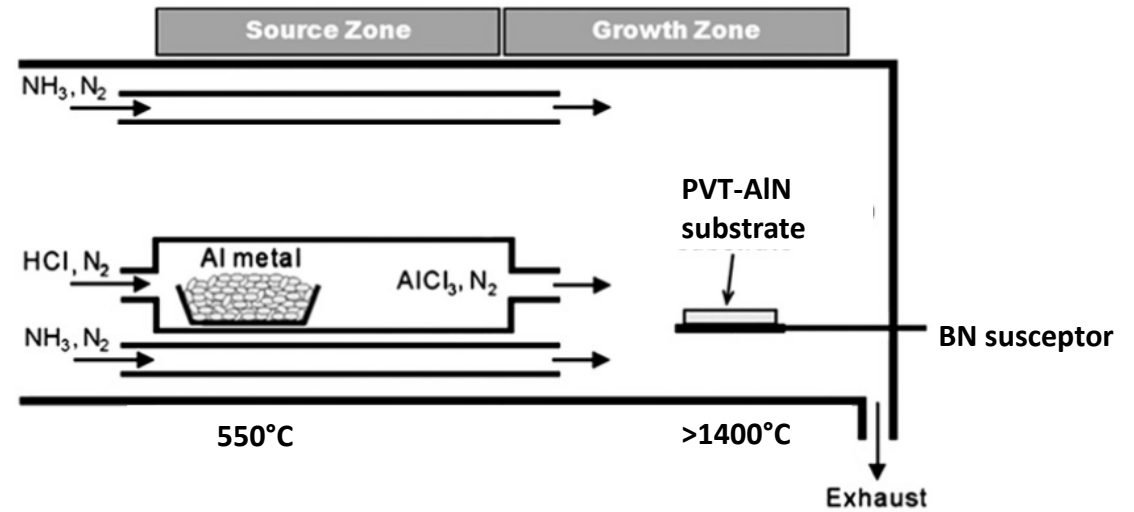 Source Zone
Growth Zone
NH₃, N₂
PVT-AlN
substrate
HCl, N₂
Al metal
AlCl₃, N₂
NH₃, N₂
BN susceptor
550°C
>1400°C
Exhaust